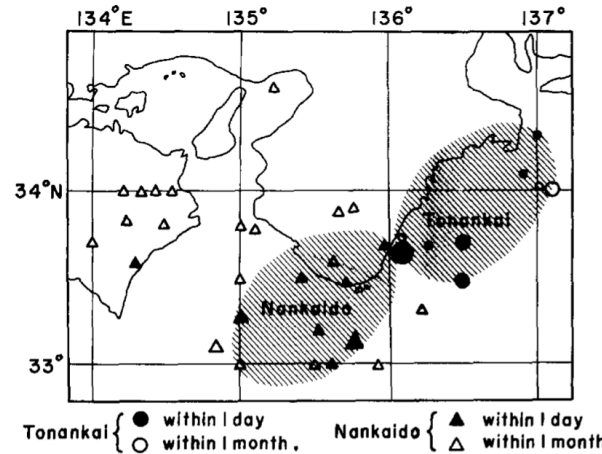 134°E 135° 136° 137°
34°N
Tonankai
Nankaido
33°
Tonankai { ● within 1 day Nankaido { ▲ within 1 day
○ within 1 month. △ within 1 month